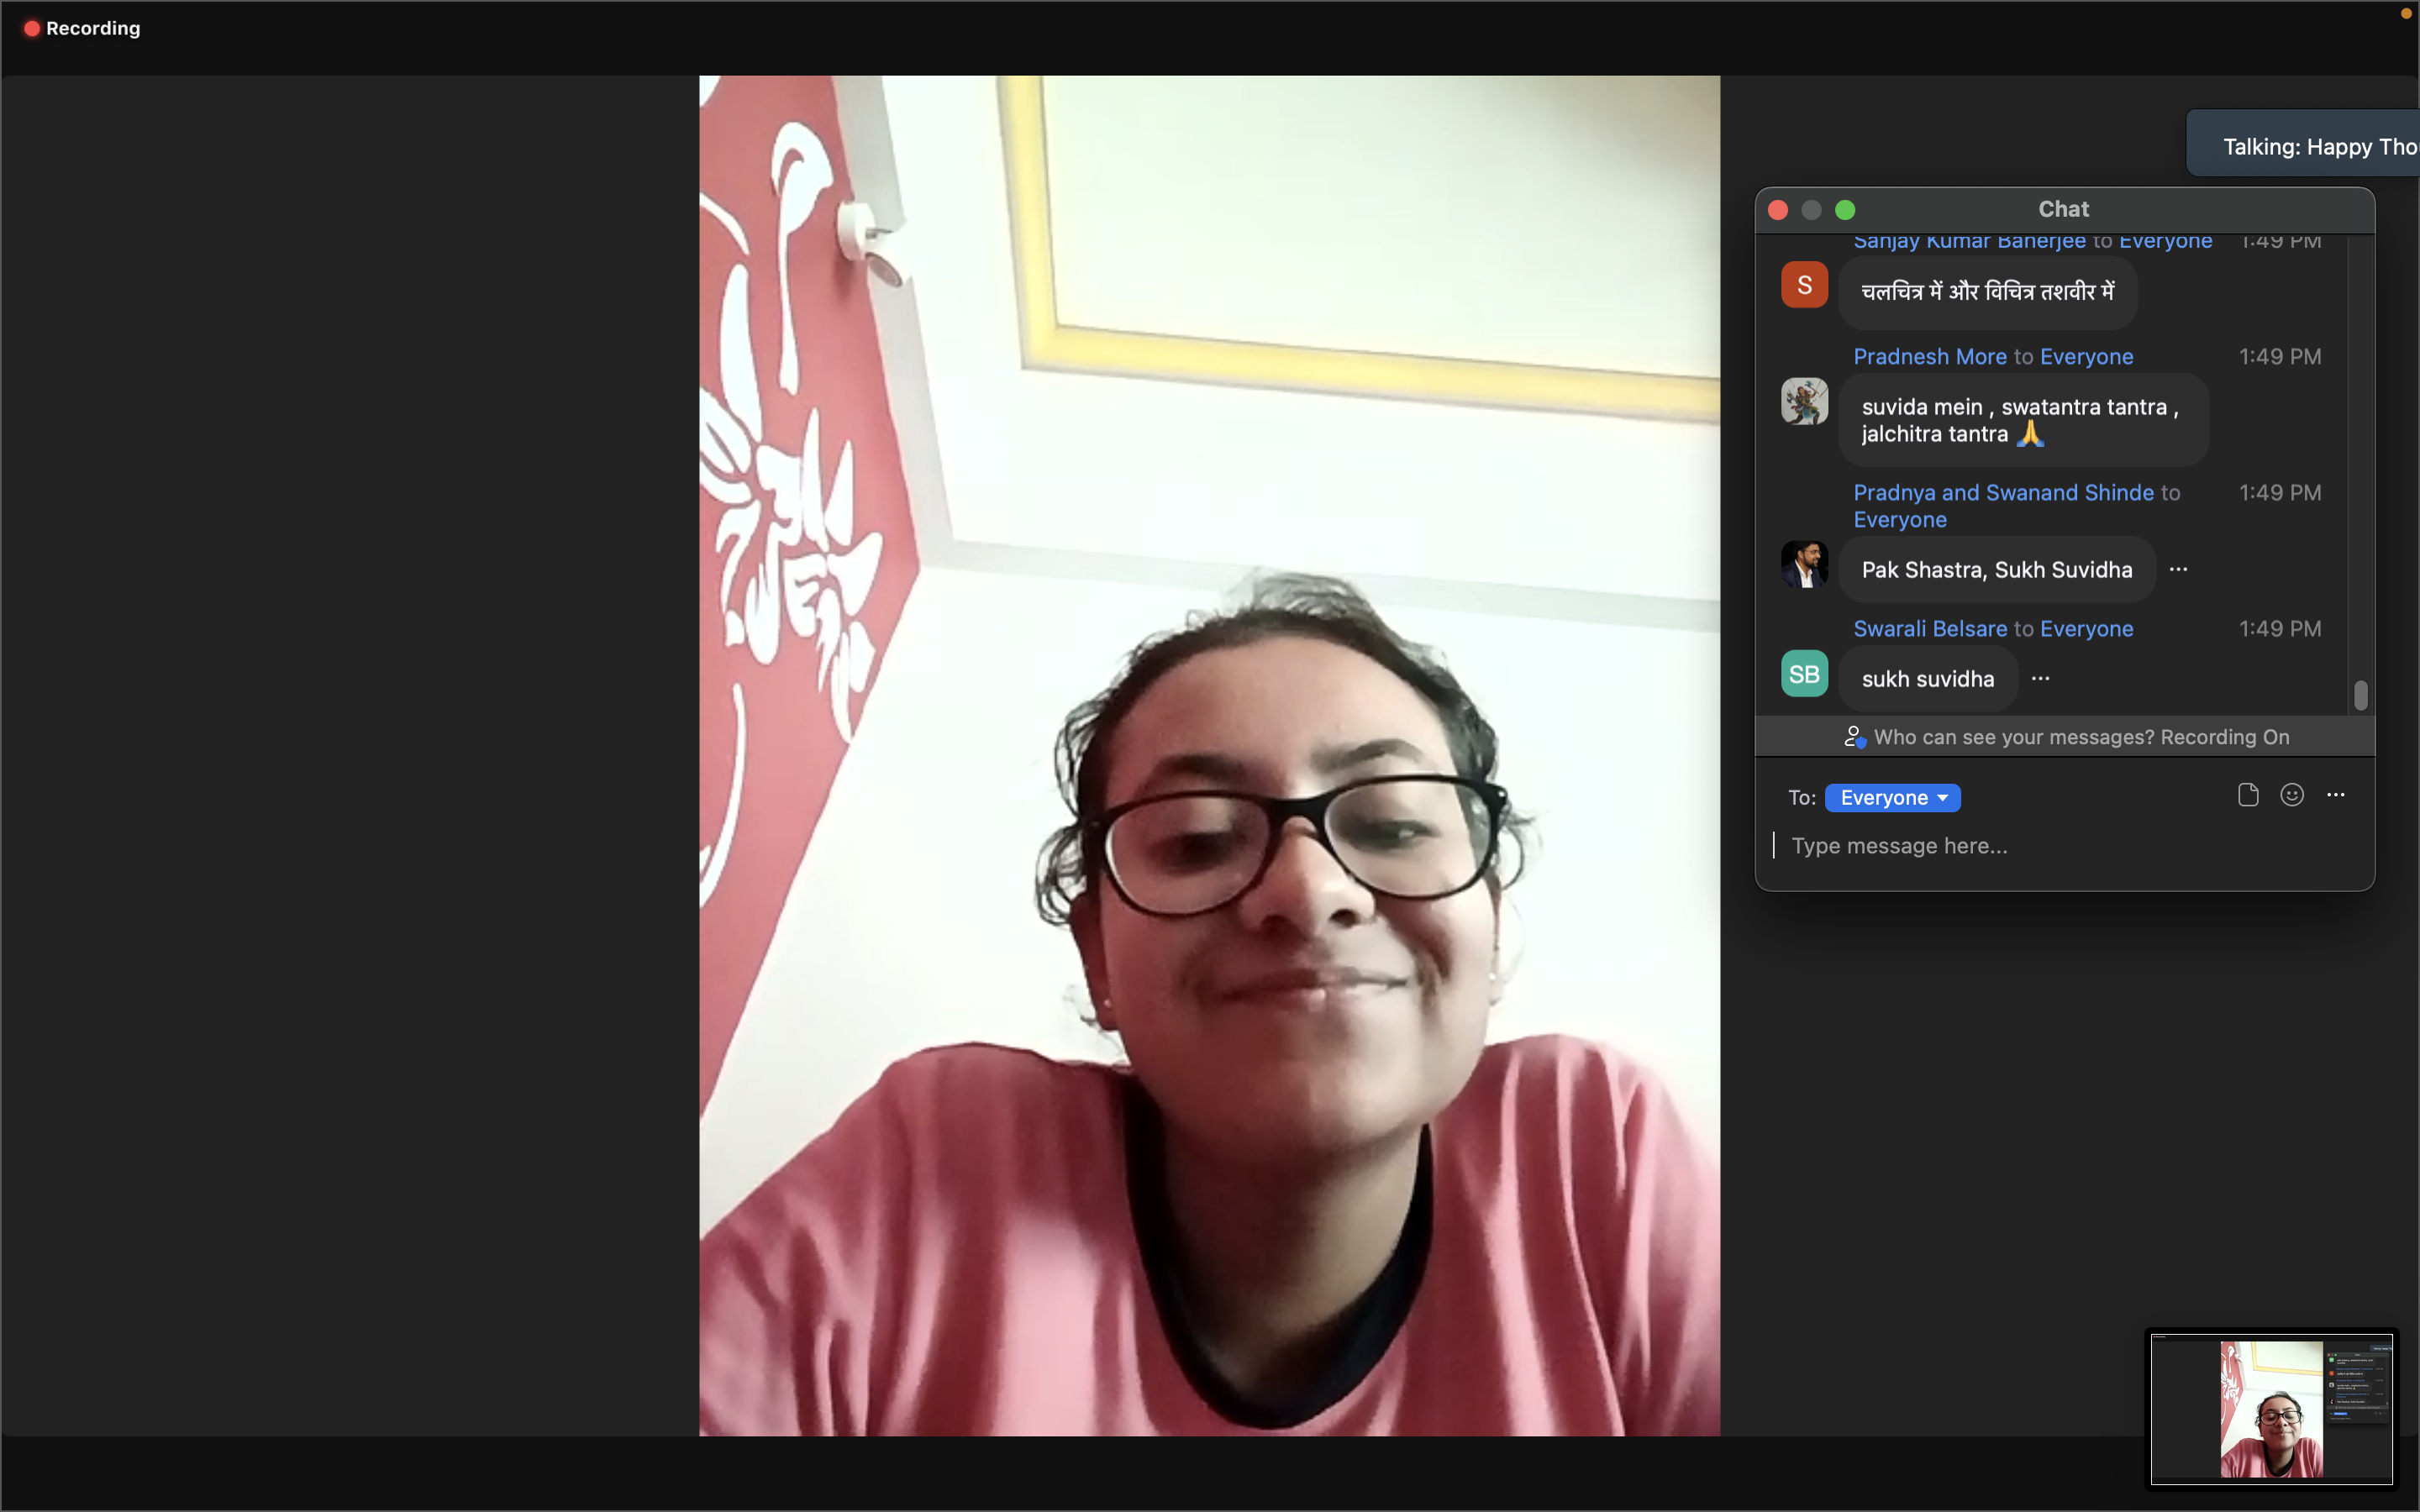 Recording
Talking: Happy Tho
Chat
Sanjay Kumar Banerjee to Everyone 1:49 PM
S
चलचित्र में और विचित्र तशवीर में
Pradnesh More to Everyone 1:49 PM
suvida mein , swatantra tantra ,
jalchitra tantra 🙏
Pradnya and Swanand Shinde to 1:49 PM
Everyone
Pak Shastra, Sukh Suvidha
Swarali Belsare to Everyone 1:49 PM
SB
sukh suvidha
Who can see your messages? Recording On
To: Everyone
Type message here...